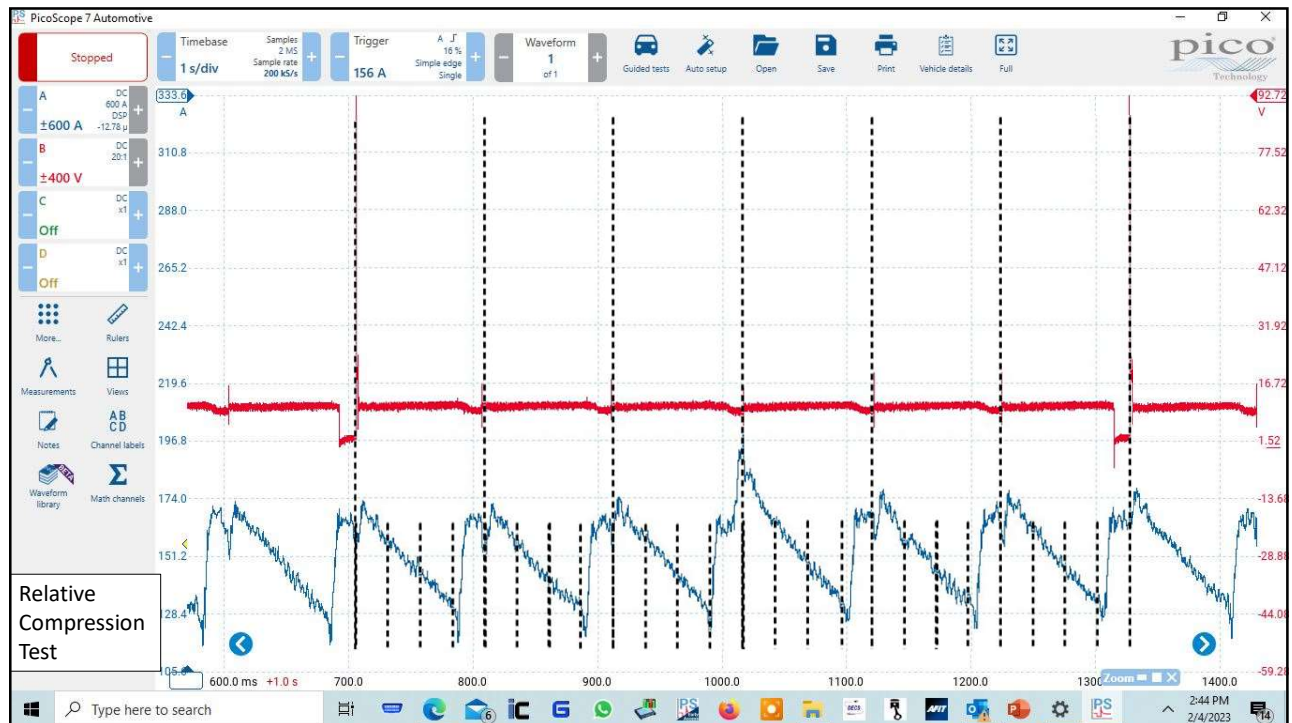 PicoScope 7 Automotive
Stopped
Timebase
1 s/div
Samples
2 MS
Sample rate
200 kS/s
Trigger
156 A
A
16 %
Simple edge
Single
Waveform
1
of 1
Guided tests
Auto setup
Open
Save
Print
Vehicle details
Full
pico
Technology
A
DC
600 A
DSP
-12.78 µ
±600 A
B
DC
20:1
±400 V
C
DC
x1
Off
D
DC
x1
Off
More...
Rulers
Measurements
Views
Notes
AB
CD
Channel labels
Waveform
library
BETA
Math channels
Relative
Compression
Test
333.6
A
310.8
288.0
265.2
242.4
219.6
196.8
174.0
151.2
128.4
105.6
92.72
V
77.52
62.32
47.12
31.92
16.72
1.52
-13.68
-28.88
-44.08
-59.28
600.0 ms
+1.0 s
700.0
800.0
900.0
1000.0
1100.0
1200.0
1300
Zoom
1400.0
Type here to search
6
2:44 PM
2/4/2023
14